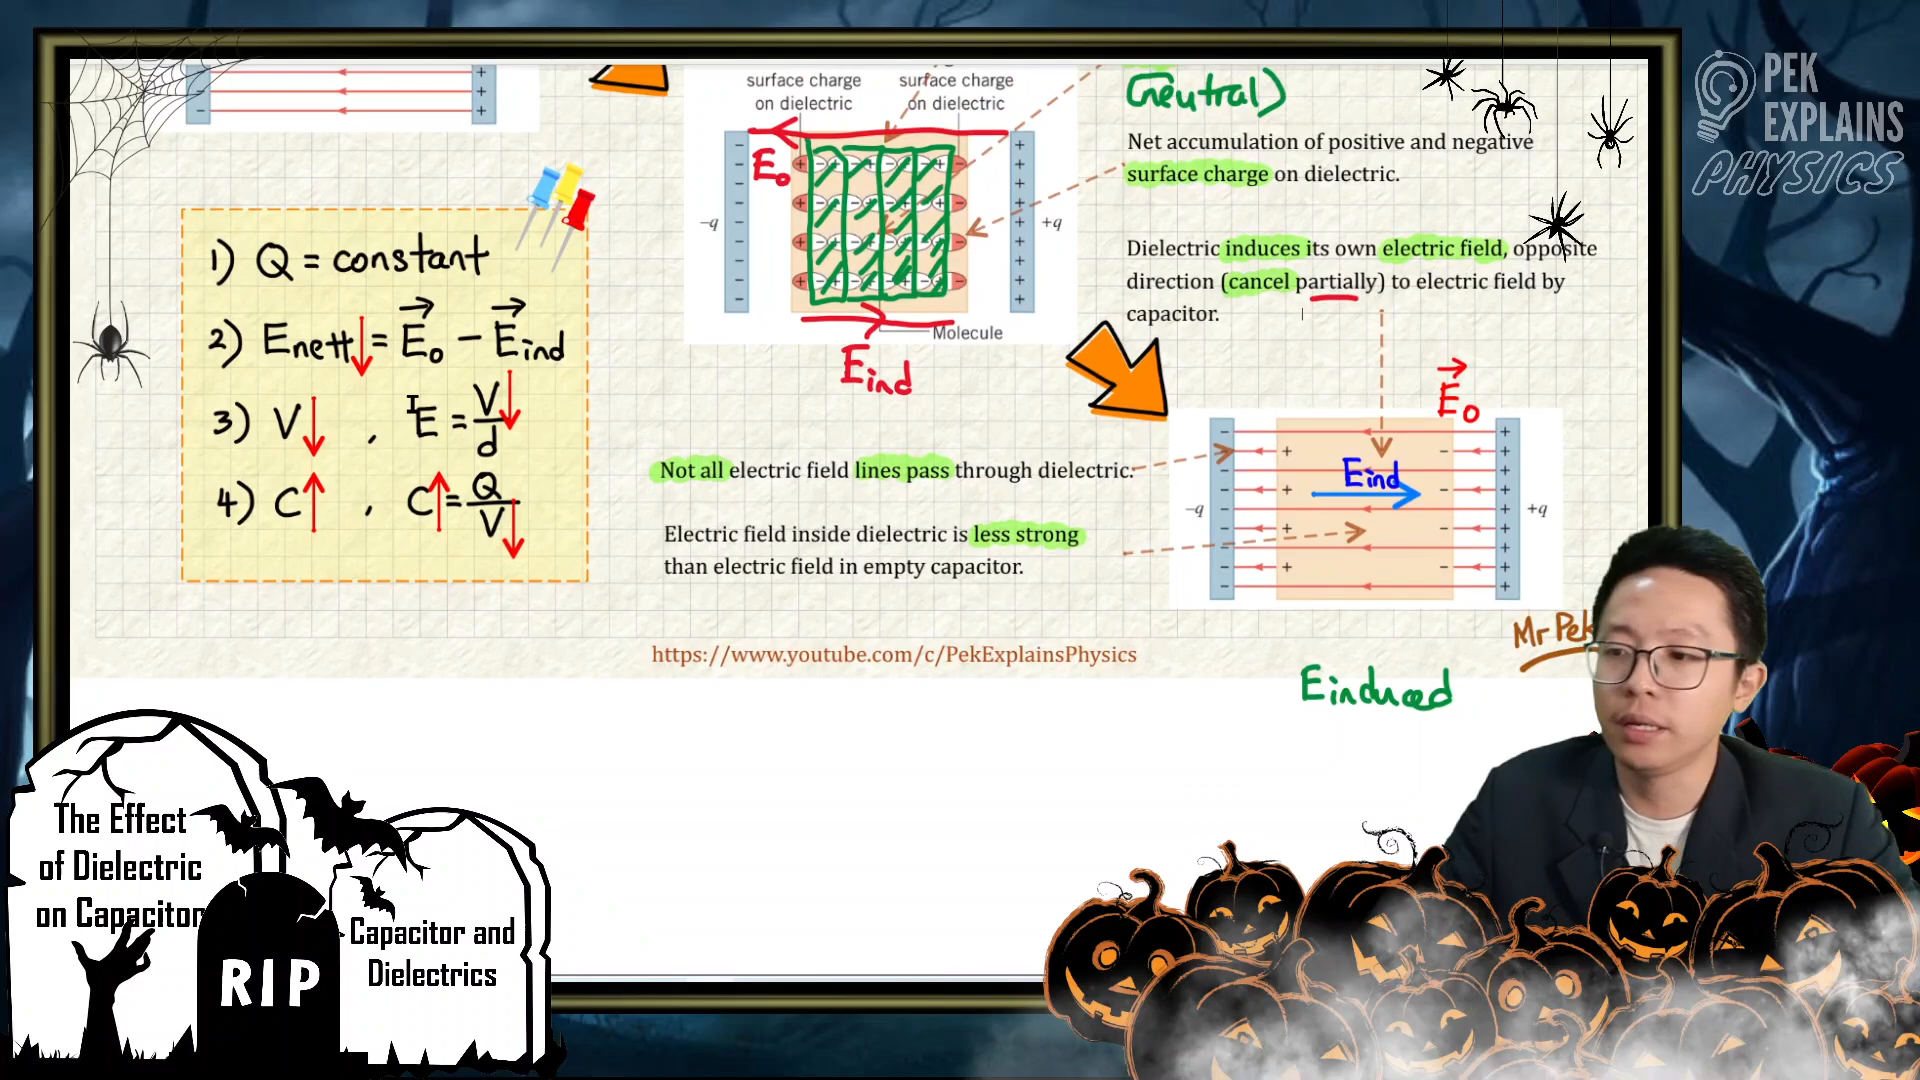 surface charge
on dielectric
surface charge
on dielectric
E₀
-q
+q
Molecule
Eind
(neutral)
Net accumulation of positive and negative
surface charge on dielectric.
Dielectric induces its own electric field, opposite
direction (cancel partially) to electric field by
capacitor.
1) Q = constant
2) Enett↓ = E₀ - Eind
3) V↓ , E = V/d ↓
4) C↑ , C↑ = Q/V ↓
Not all electric field lines pass through dielectric.
Electric field inside dielectric is less strong
than electric field in empty capacitor.
E₀
Eind
-q
+q
Mr Pek
https://www.youtube.com/c/PekExplainsPhysics
Einduced
PEK
EXPLAINS
PHYSICS
The Effect
of Dielectric
on Capacitor
RIP
Capacitor and
Dielectrics